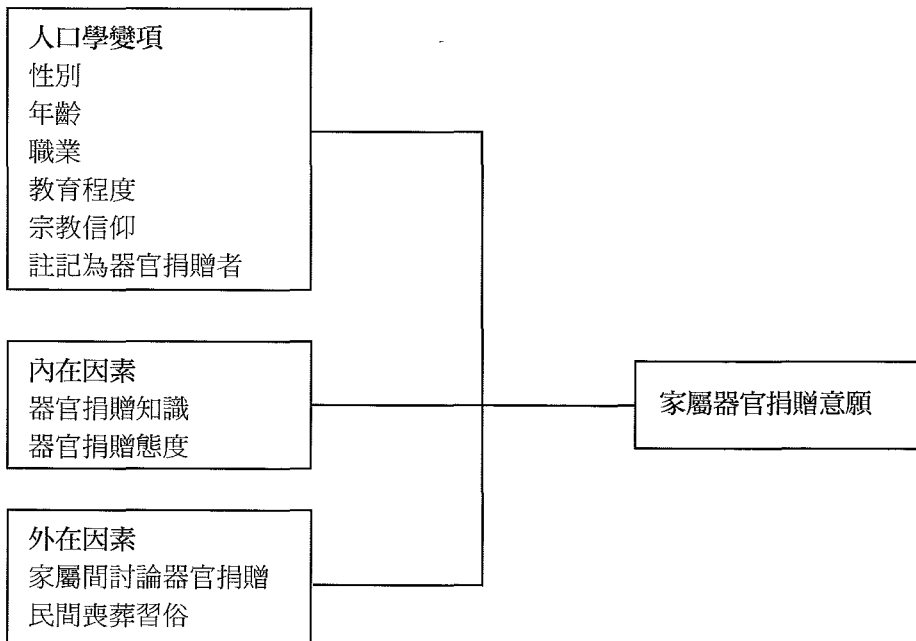 人口學變項
性別
年齡
職業
教育程度
宗教信仰
註記為器官捐贈者
內在因素
器官捐贈知識
器官捐贈態度
家屬器官捐贈意願
外在因素
家屬間討論器官捐贈
民間喪葬習俗